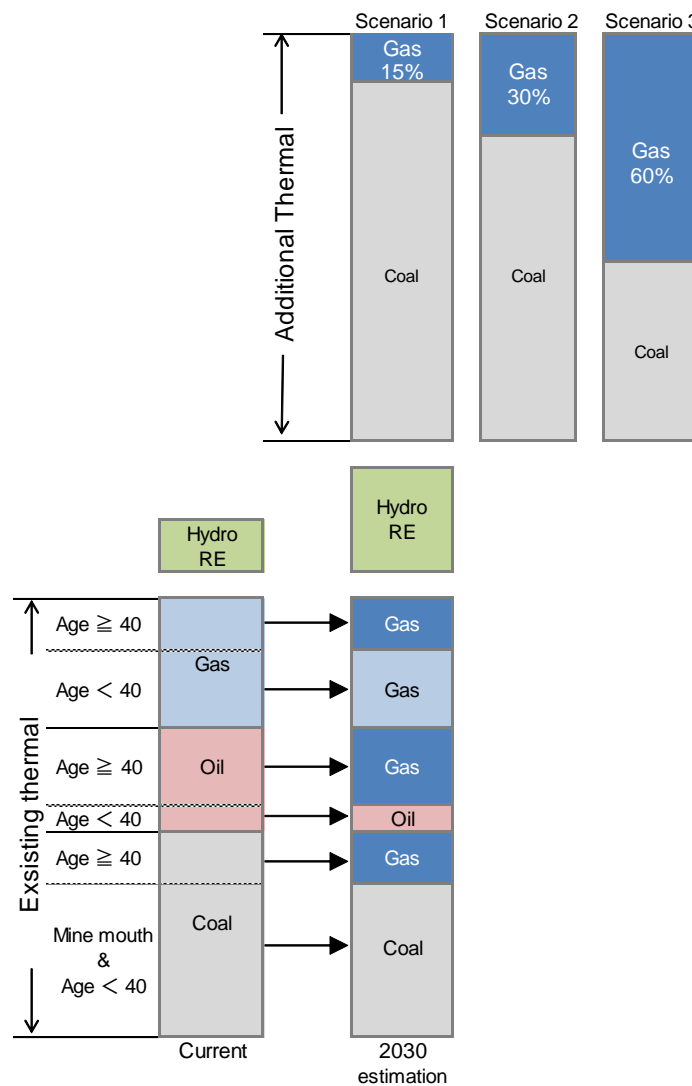 Scenario 1
Scenario 2
Scenario 3
Gas
15%
Gas
30%
Gas
60%
Additional Thermal
Coal
Coal
Coal
Hydro
RE
Hydro
RE
Exsisting thermal
Age ≧ 40
Gas
Gas
Age < 40
Gas
Age ≧ 40
Oil
Gas
Age < 40
Oil
Age ≧ 40
Gas
Mine mouth
&
Age < 40
Coal
Coal
Current
2030
estimation